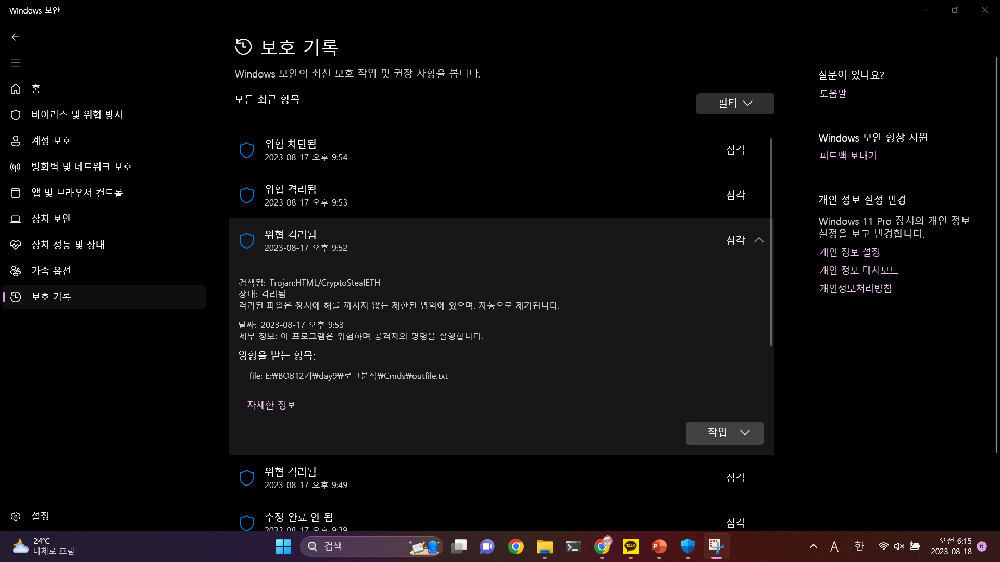 Windows 보안
홈
바이러스 및 위협 방지
계정 보호
방화벽 및 네트워크 보호
앱 및 브라우저 컨트롤
장치 보안
장치 성능 및 상태
가족 옵션
보호 기록
설정
보호 기록
Windows 보안의 최신 보호 작업 및 권장 사항을 봅니다.
모든 최근 항목
필터
위협 차단됨
2023-08-17 오후 9:54
심각
위협 격리됨
2023-08-17 오후 9:53
심각
위협 격리됨
2023-08-17 오후 9:52
심각
검색됨: Trojan:HTML/CryptoStealETH
상태: 격리됨
격리된 파일은 장치에 해를 끼치지 않는 제한된 영역에 있으며, 자동으로 제거됩니다.
날짜: 2023-08-17 오후 9:53
세부 정보: 이 프로그램은 위험하며 공격자의 명령을 실행합니다.
영향을 받는 항목:
file: E:₩BOB12기₩day9₩로그분석₩Cmds₩outfile.txt
자세한 정보
작업
위협 격리됨
2023-08-17 오후 9:49
심각
수정 완료 안 됨
2023-08-17 오후 9:39
심각
질문이 있나요?
도움말
Windows 보안 향상 지원
피드백 보내기
개인 정보 설정 변경
Windows 11 Pro 장치의 개인 정보
설정을 보고 변경합니다.
개인 정보 설정
개인 정보 대시보드
개인정보처리방침
24°C
대체로 흐림
검색
TALK
P
A
한
오전 6:15
2023-08-18
6